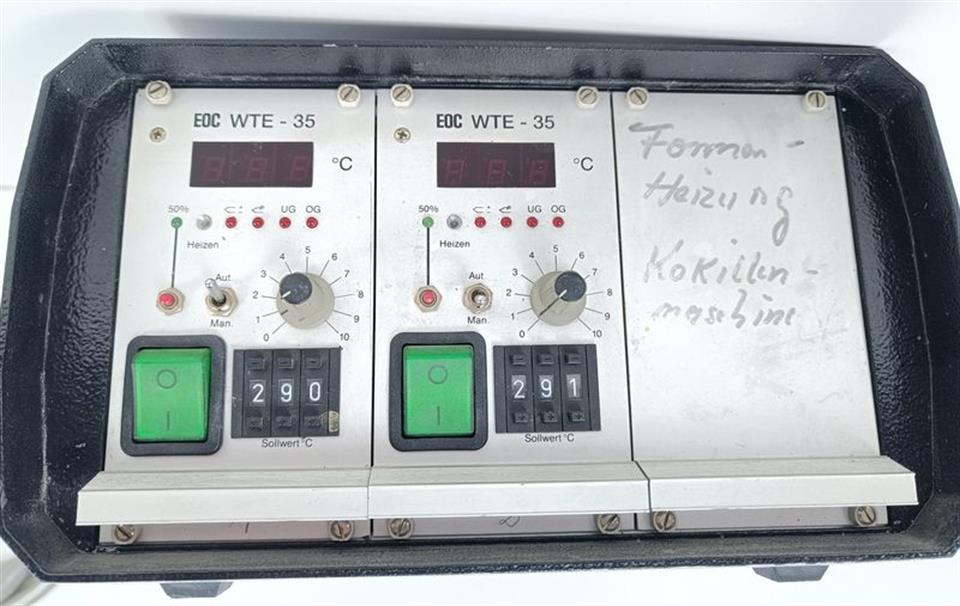 EOC WTE - 35
°C
50%
UG
OG
Heizen
Aut
Man.
0 1 2 3 4 5 6 7 8 9 10
O
I
290
Sollwert °C
1
EOC WTE - 35
°C
50%
UG
OG
Heizen
Aut
Man.
0 1 2 3 4 5 6 7 8 9 10
O
I
291
Sollwert °C
2
Formen-
Heizung
Kokillen-
maschine